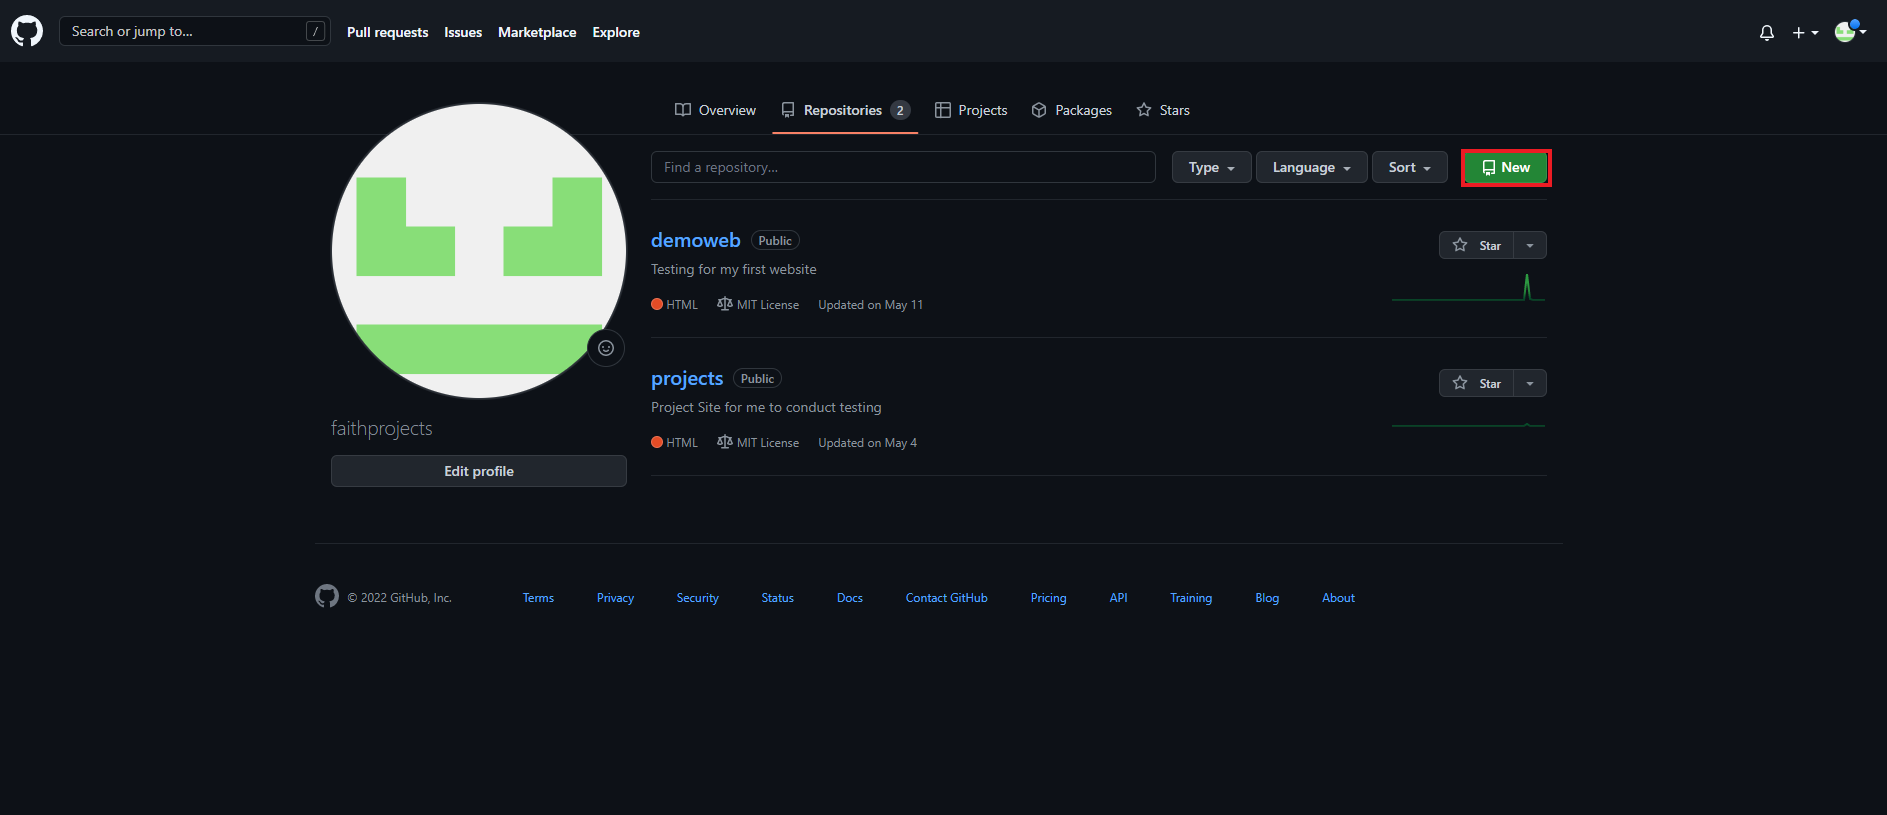 Search or jump to... / Pull requests Issues Marketplace Explore
Overview Repositories 2 Projects Packages Stars
Find a repository... Type Language Sort New
demoweb Public Star
Testing for my first website
HTML MIT License Updated on May 11
projects Public Star
Project Site for me to conduct testing
HTML MIT License Updated on May 4
faithprojects
Edit profile
© 2022 GitHub, Inc. Terms Privacy Security Status Docs Contact GitHub Pricing API Training Blog About